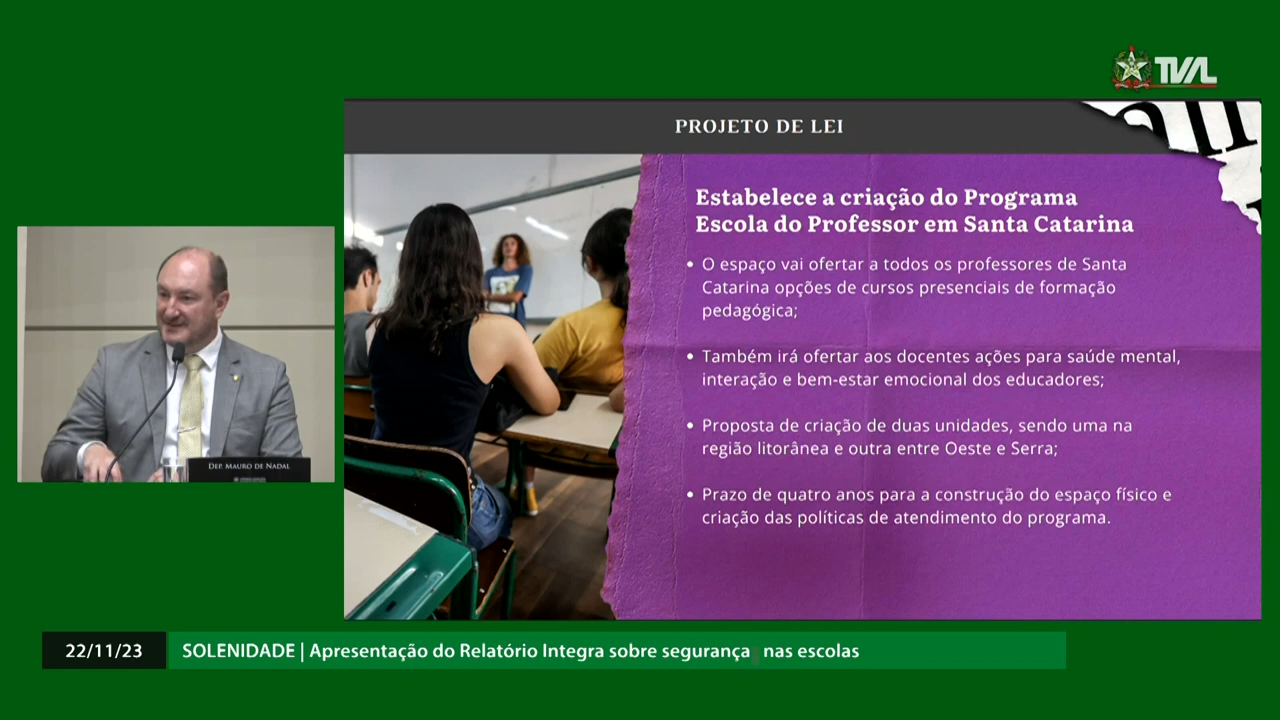 TVAL
PROJETO DE LEI
Estabelece a criação do Programa
Escola do Professor em Santa Catarina
• O espaço vai ofertar a todos os professores de Santa
Catarina opções de cursos presenciais de formação
pedagógica;
• Também irá ofertar aos docentes ações para saúde mental,
interação e bem-estar emocional dos educadores;
• Proposta de criação de duas unidades, sendo uma na
região litorânea e outra entre Oeste e Serra;
• Prazo de quatro anos para a construção do espaço físico e
criação das políticas de atendimento do programa.
DEP. MAURO DE NADAL
22/11/23
SOLENIDADE | Apresentação do Relatório Integra sobre segurança nas escolas